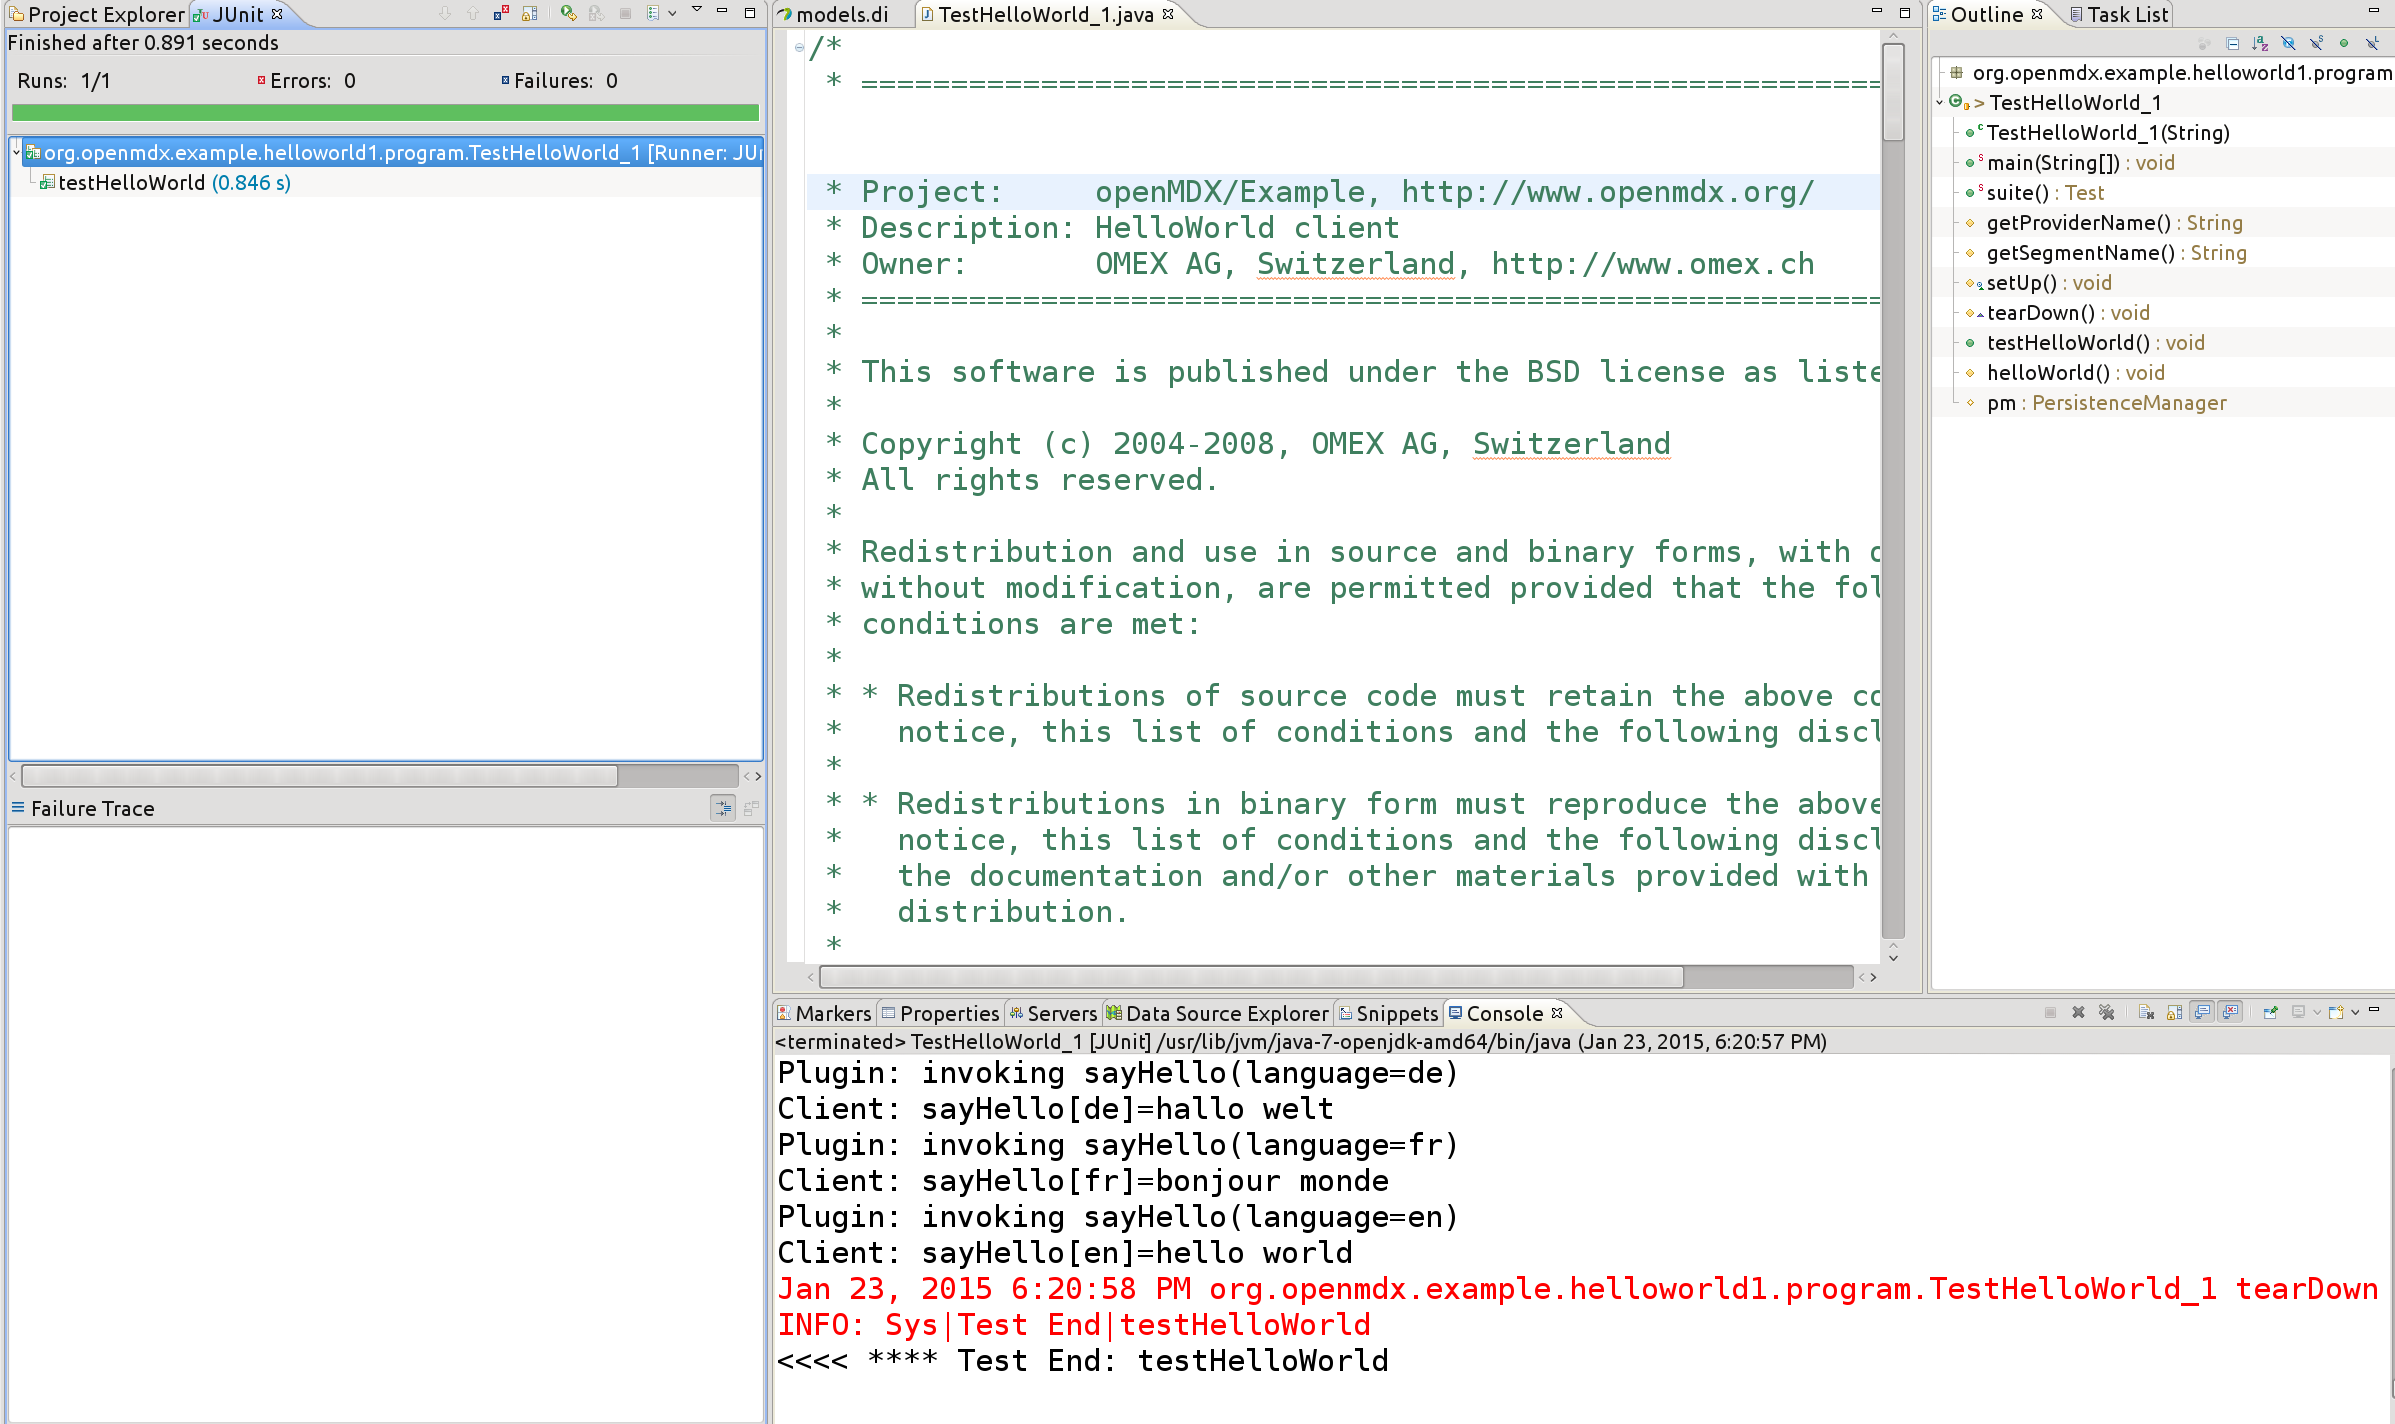 Project Explorer
JUnit
Finished after 0.891 seconds
Runs: 1/1
Errors: 0
Failures: 0
org.openmdx.example.helloworld1.program.TestHelloWorld_1 [Runner: JUn
testHelloWorld (0.846 s)
Failure Trace
models.di
TestHelloWorld_1.java
/*
* =========================================================
* Project:     openMDX/Example, http://www.openmdx.org/
* Description: HelloWorld client
* Owner:       OMEX AG, Switzerland, http://www.omex.ch
* =========================================================
*
* This software is published under the BSD license as liste
*
* Copyright (c) 2004-2008, OMEX AG, Switzerland
* All rights reserved.
*
* Redistribution and use in source and binary forms, with o
* without modification, are permitted provided that the fol
* conditions are met:
*
* * Redistributions of source code must retain the above co
*   notice, this list of conditions and the following discl
*
* * Redistributions in binary form must reproduce the above
*   notice, this list of conditions and the following discl
*   the documentation and/or other materials provided with
*   distribution.
*
Outline
Task List
org.openmdx.example.helloworld1.program
> TestHelloWorld_1
TestHelloWorld_1(String)
main(String[]) : void
suite() : Test
getProviderName() : String
getSegmentName() : String
setUp() : void
tearDown() : void
testHelloWorld() : void
helloWorld() : void
pm : PersistenceManager
Markers
Properties
Servers
Data Source Explorer
Snippets
Console
<terminated> TestHelloWorld_1 [JUnit] /usr/lib/jvm/java-7-openjdk-amd64/bin/java (Jan 23, 2015, 6:20:57 PM)
Plugin: invoking sayHello(language=de)
Client: sayHello[de]=hallo welt
Plugin: invoking sayHello(language=fr)
Client: sayHello[fr]=bonjour monde
Plugin: invoking sayHello(language=en)
Client: sayHello[en]=hello world
Jan 23, 2015 6:20:58 PM org.openmdx.example.helloworld1.program.TestHelloWorld_1 tearDown
INFO: Sys|Test End|testHelloWorld
<<<< **** Test End: testHelloWorld